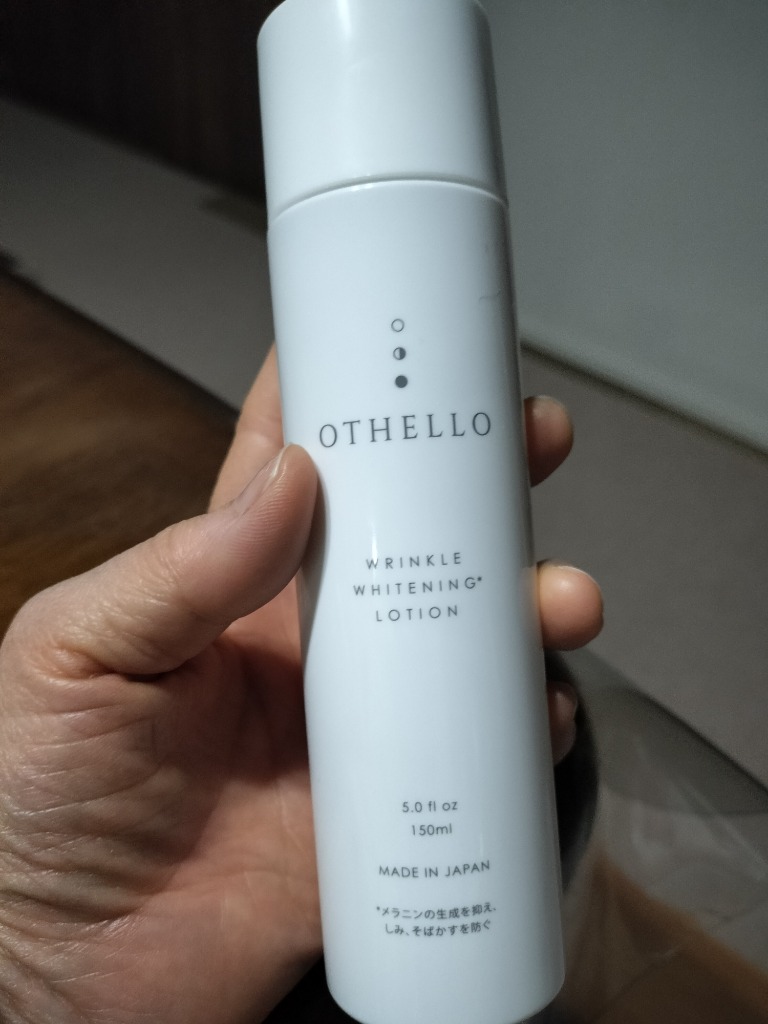 OTHELLO
WRINKLE
WHITENING*
LOTION
5.0 fl oz
150ml
MADE IN JAPAN
*メラニンの生成を抑え、
しみ、そばかすを防ぐ